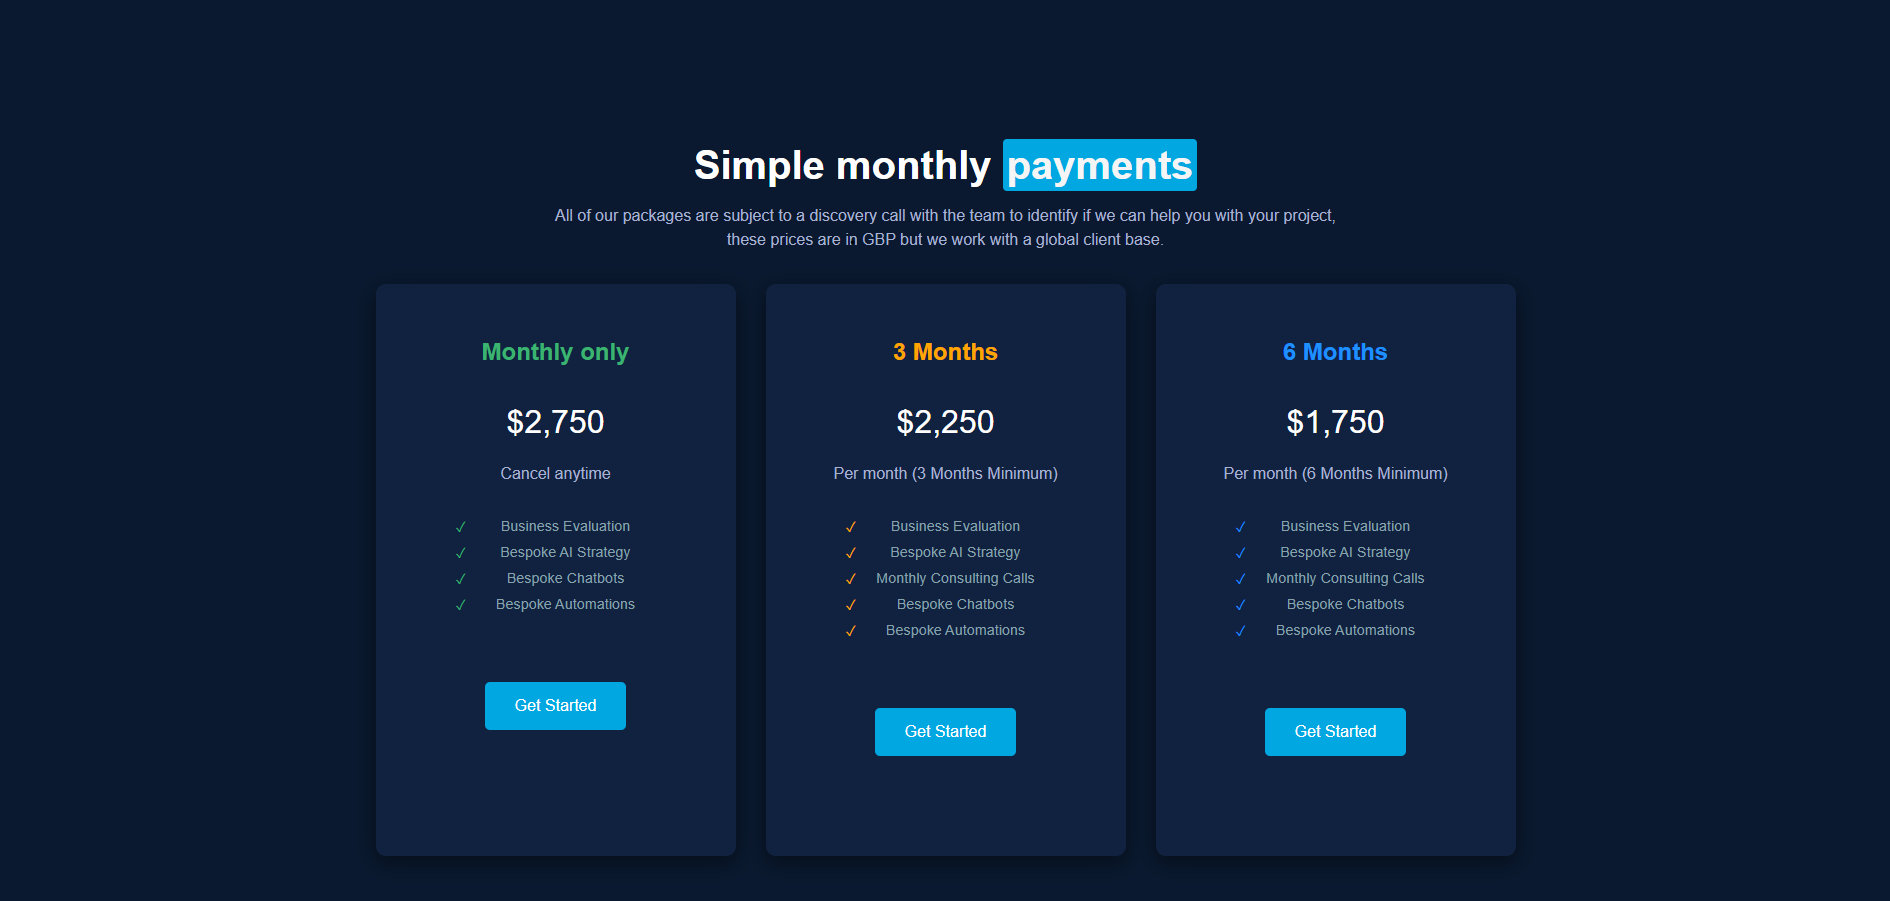 Simple monthly payments
All of our packages are subject to a discovery call with the team to identify if we can help you with your project,
these prices are in GBP but we work with a global client base.
Monthly only
$2,750
Cancel anytime
✓ Business Evaluation
✓ Bespoke AI Strategy
✓ Bespoke Chatbots
✓ Bespoke Automations
Get Started
3 Months
$2,250
Per month (3 Months Minimum)
✓ Business Evaluation
✓ Bespoke AI Strategy
✓ Monthly Consulting Calls
✓ Bespoke Chatbots
✓ Bespoke Automations
Get Started
6 Months
$1,750
Per month (6 Months Minimum)
✓ Business Evaluation
✓ Bespoke AI Strategy
✓ Monthly Consulting Calls
✓ Bespoke Chatbots
✓ Bespoke Automations
Get Started